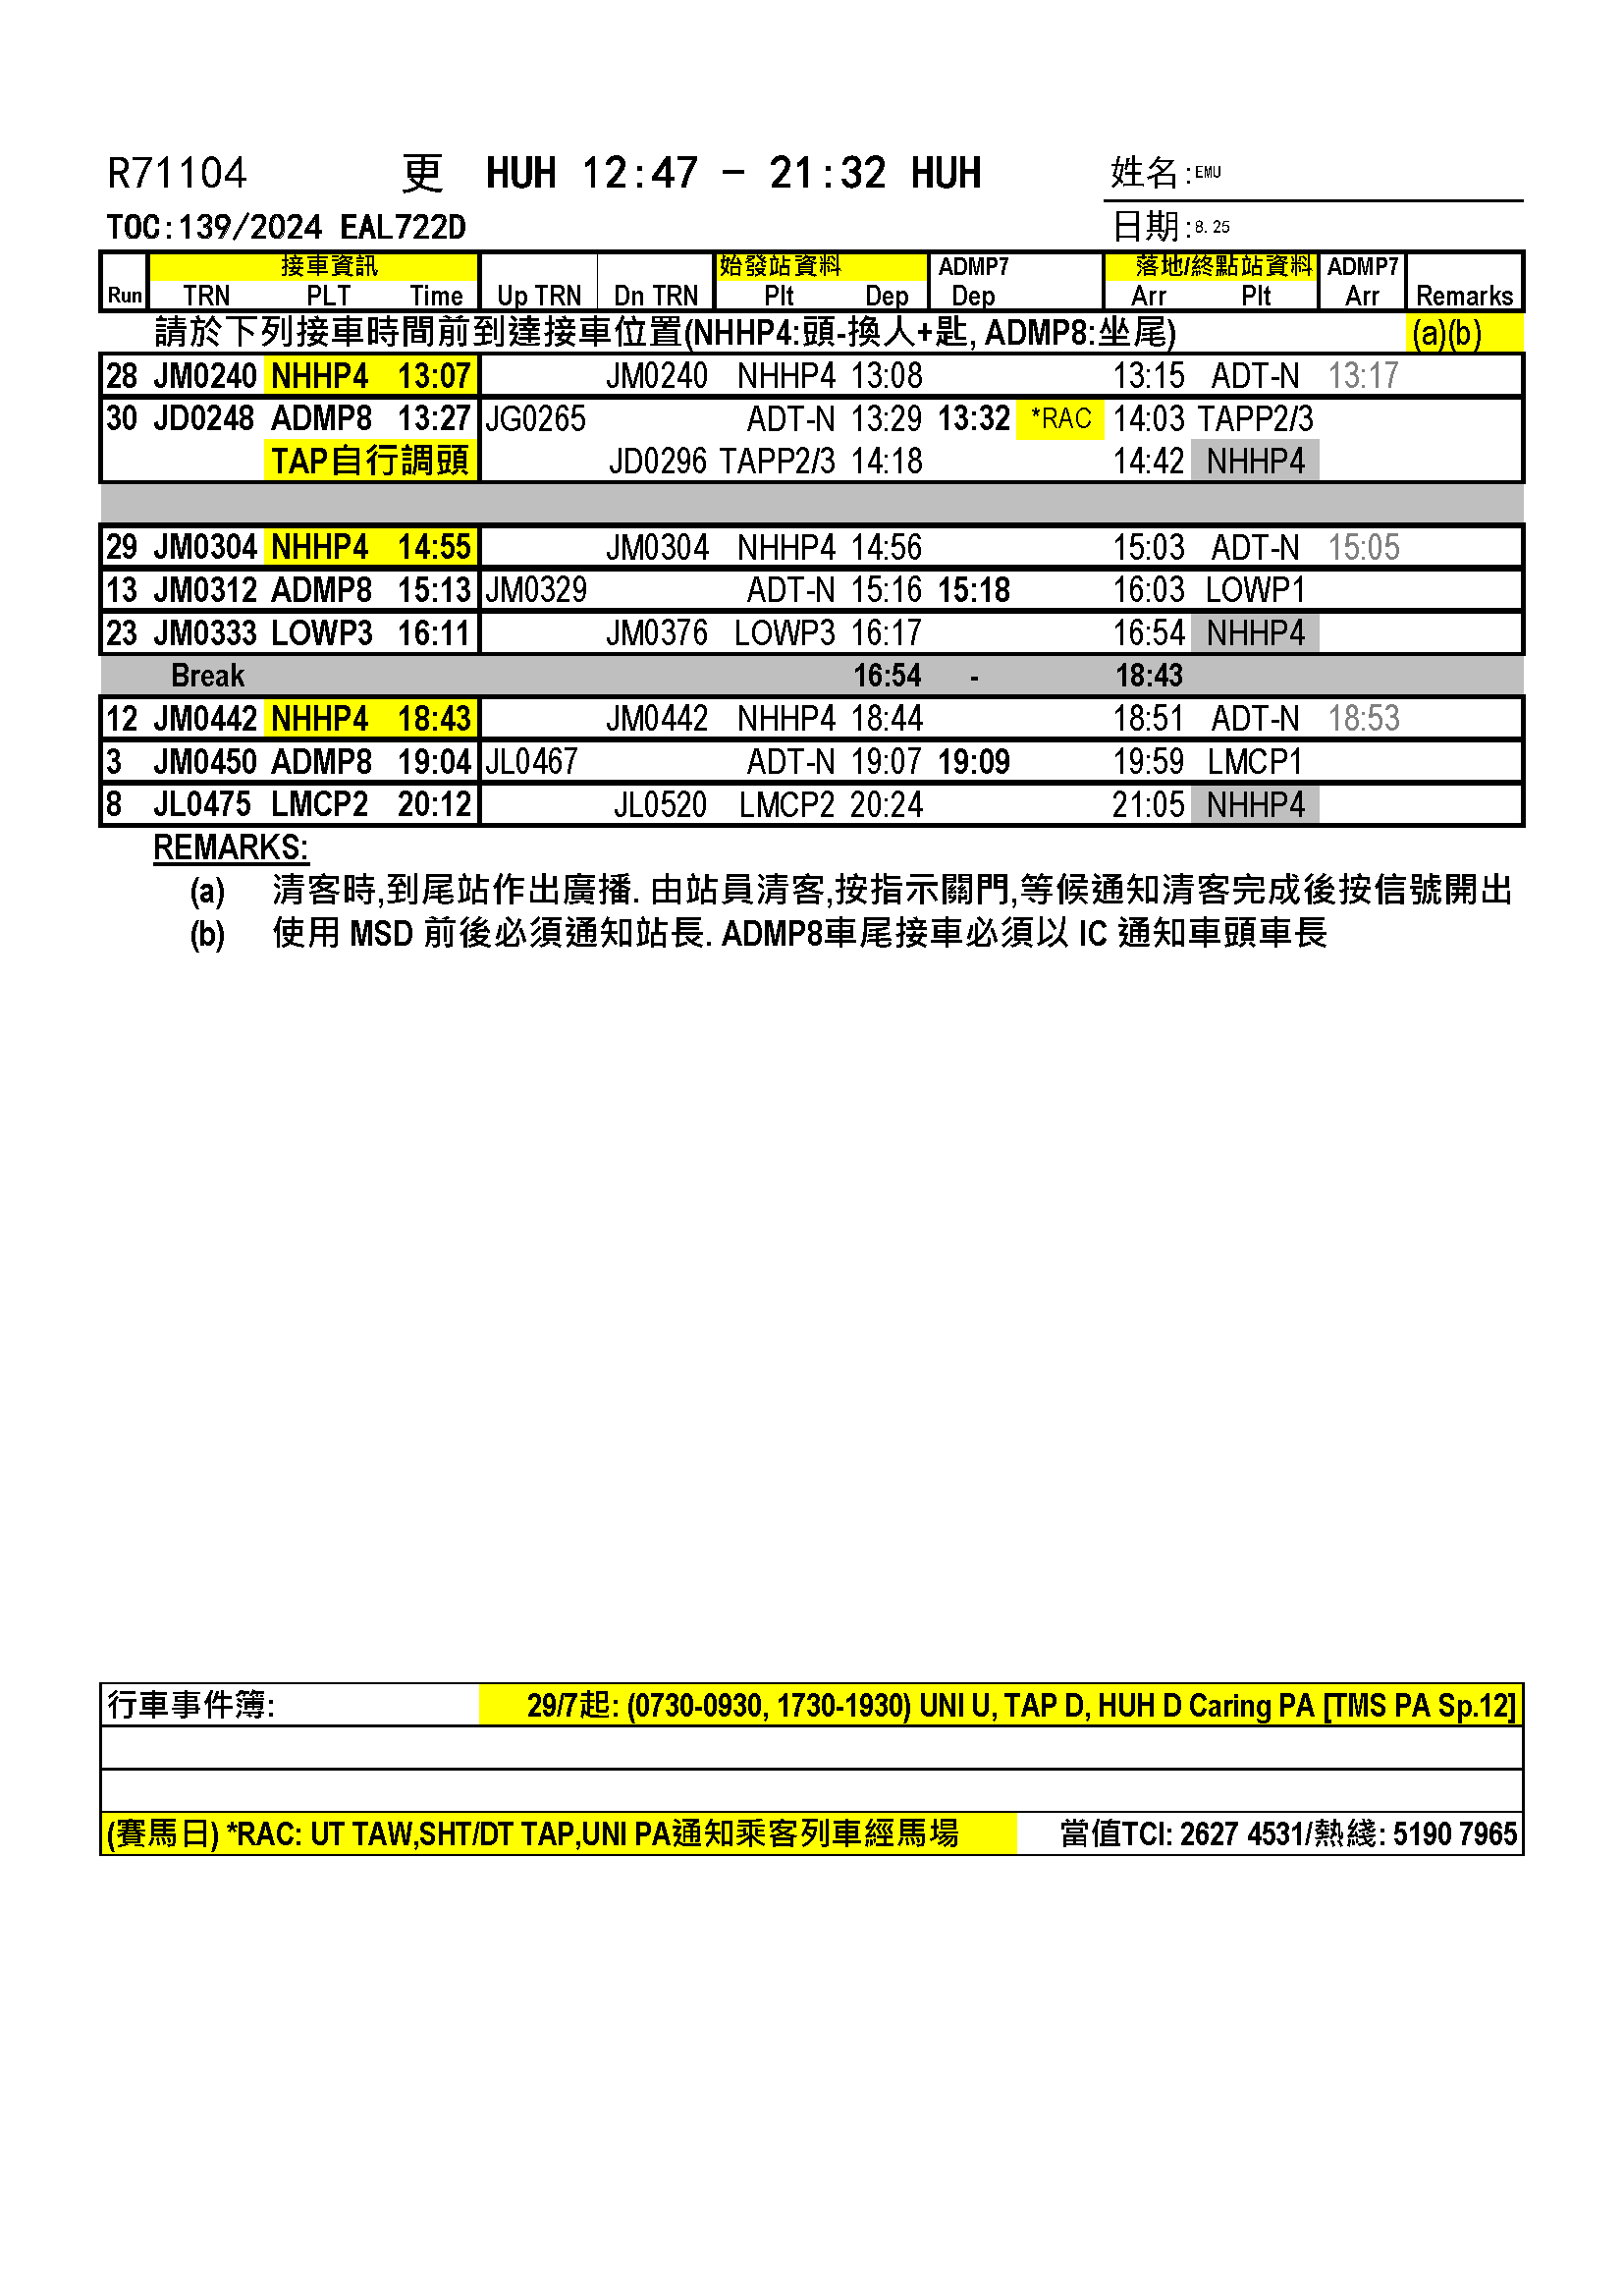 R71104 更 HUH 12:47 - 21:32 HUH 姓名:EMU
TOC:139/2024 EAL722D 日期:8.25
接車資訊 始發站資料 ADMP7 落地/終點站資料 ADMP7
Run TRN PLT Time Up TRN Dn TRN Plt Dep Dep Arr Plt Arr Remarks
請於下列接車時間前到達接車位置(NHHP4:頭-換人+匙, ADMP8:坐尾) (a)(b)
28 JM0240 NHHP4 13:07 JM0240 NHHP4 13:08 13:15 ADT-N 13:17
30 JD0248 ADMP8 13:27 JG0265 ADT-N 13:29 13:32 *RAC 14:03 TAPP2/3
TAP自行調頭 JD0296 TAPP2/3 14:18 14:42 NHHP4
29 JM0304 NHHP4 14:55 JM0304 NHHP4 14:56 15:03 ADT-N 15:05
13 JM0312 ADMP8 15:13 JM0329 ADT-N 15:16 15:18 16:03 LOWP1
23 JM0333 LOWP3 16:11 JM0376 LOWP3 16:17 16:54 NHHP4
Break 16:54 - 18:43
12 JM0442 NHHP4 18:43 JM0442 NHHP4 18:44 18:51 ADT-N 18:53
3 JM0450 ADMP8 19:04 JL0467 ADT-N 19:07 19:09 19:59 LMCP1
8 JL0475 LMCP2 20:12 JL0520 LMCP2 20:24 21:05 NHHP4
REMARKS:
(a) 清客時,到尾站作出廣播. 由站員清客,按指示關門,等候通知清客完成後按信號開出
(b) 使用 MSD 前後必須通知站長. ADMP8車尾接車必須以 IC 通知車頭車長
行車事件簿: 29/7起: (0730-0930, 1730-1930) UNI U, TAP D, HUH D Caring PA [TMS PA Sp.12]
(賽馬日) *RAC: UT TAW,SHT/DT TAP,UNI PA通知乘客列車經馬場 當值TCI: 2627 4531/熱綫: 5190 7965